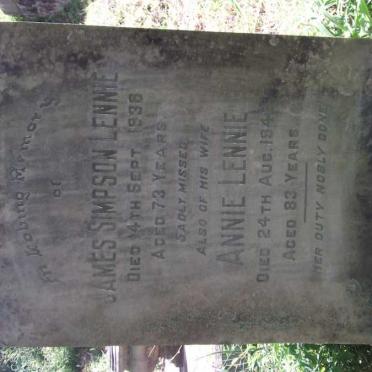 In Loving Memory
of
JAMES SIMPSON LENNIE
DIED 14TH SEPT. 1938
AGED 73 YEARS
SADLY MISSED
ALSO OF HIS WIFE
ANNIE LENNIE
DIED 24TH AUG.
AGED 83 YEARS
HER DUTY NOBLY DONE